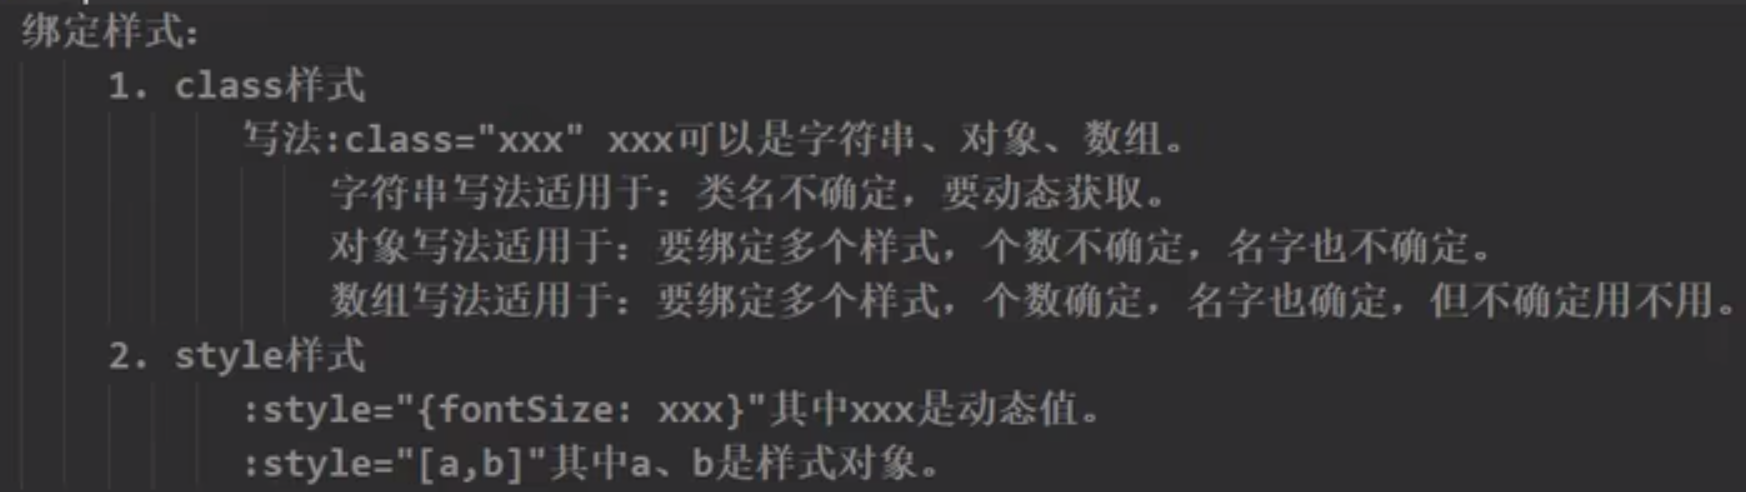 绑定样式：
1. class样式
写法:class="xxx" xxx可以是字符串、对象、数组。
字符串写法适用于：类名不确定，要动态获取。
对象写法适用于：要绑定多个样式，个数不确定，名字也不确定。
数组写法适用于：要绑定多个样式，个数确定，名字也确定，但不确定用不用。
2. style样式
:style="{fontSize: xxx}"其中xxx是动态值。
:style="[a,b]"其中a、b是样式对象。